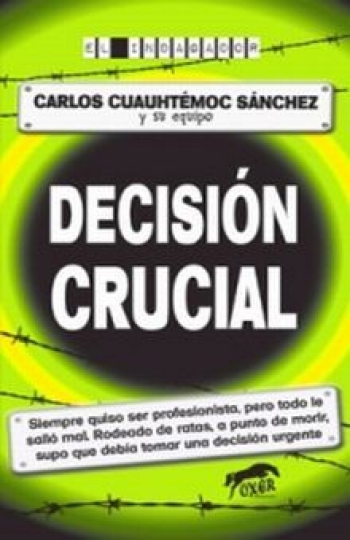 EL INDAGADOR
CARLOS CUAUHTÉMOC SÁNCHEZ
y su equipo
DECISIÓN
CRUCIAL
Siempre quiso ser profesionista, pero todo le
salió mal. Rodeado de ratas, a punto de morir,
supo que debía tomar una decisión urgente
OXER